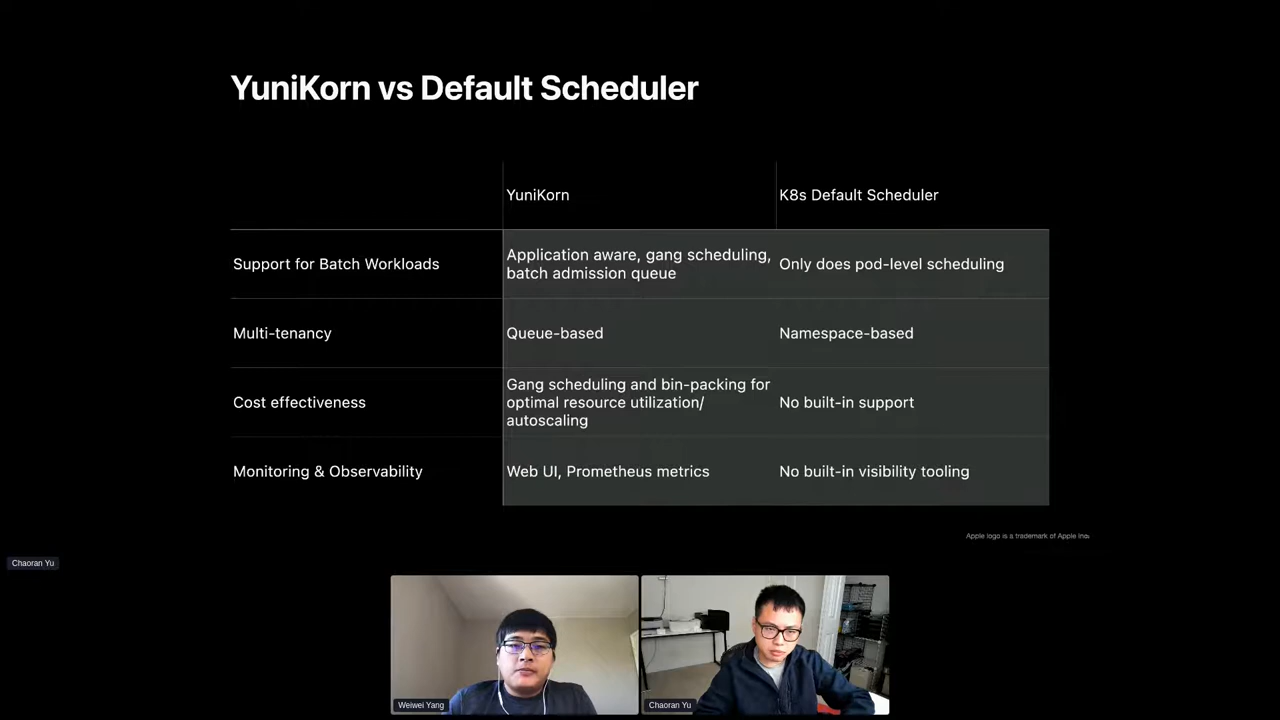 YuniKorn vs Default Scheduler
YuniKorn
K8s Default Scheduler
Support for Batch Workloads
Application aware, gang scheduling,
batch admission queue
Only does pod-level scheduling
Multi-tenancy
Queue-based
Namespace-based
Cost effectiveness
Gang scheduling and bin-packing for
optimal resource utilization/
autoscaling
No built-in support
Monitoring & Observability
Web UI, Prometheus metrics
No built-in visibility tooling
Apple logo is a trademark of Apple Inc.
Chaoran Yu
Weiwei Yang
Chaoran Yu